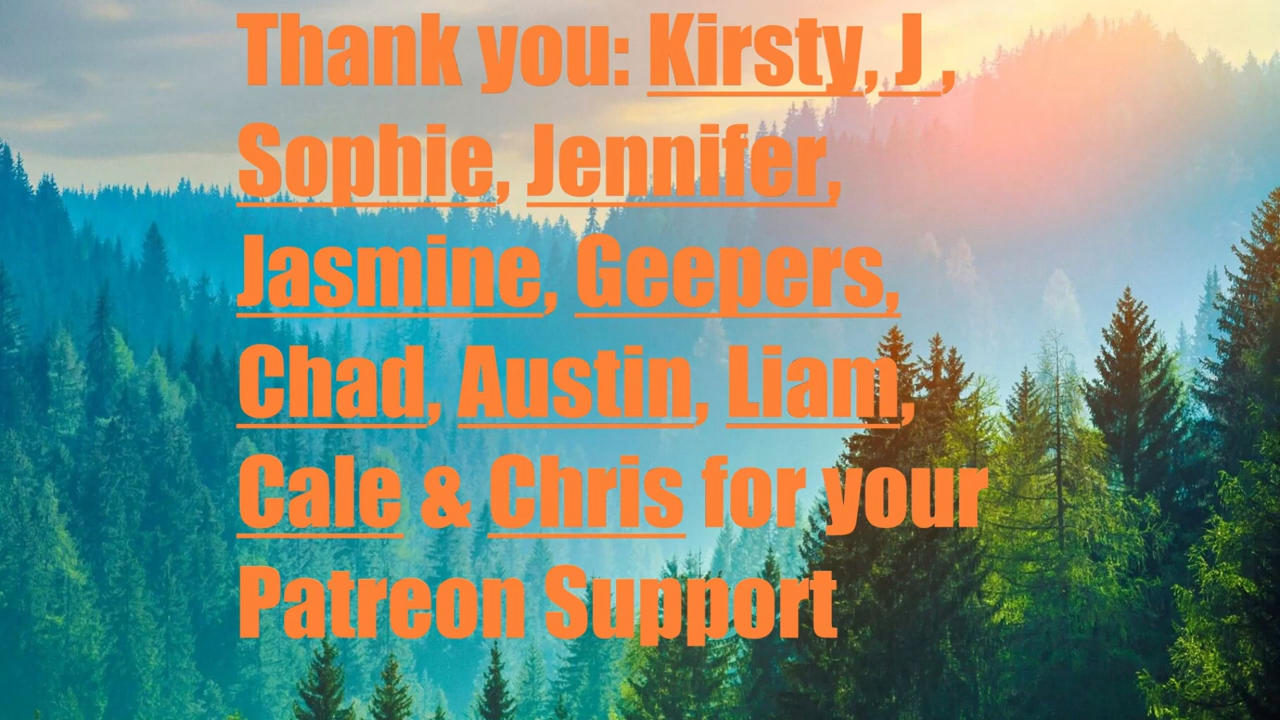 Thank you: Kirsty, J ,
Sophie, Jennifer,
Jasmine, Geepers,
Chad, Austin, Liam,
Cale & Chris for your
Patreon Support